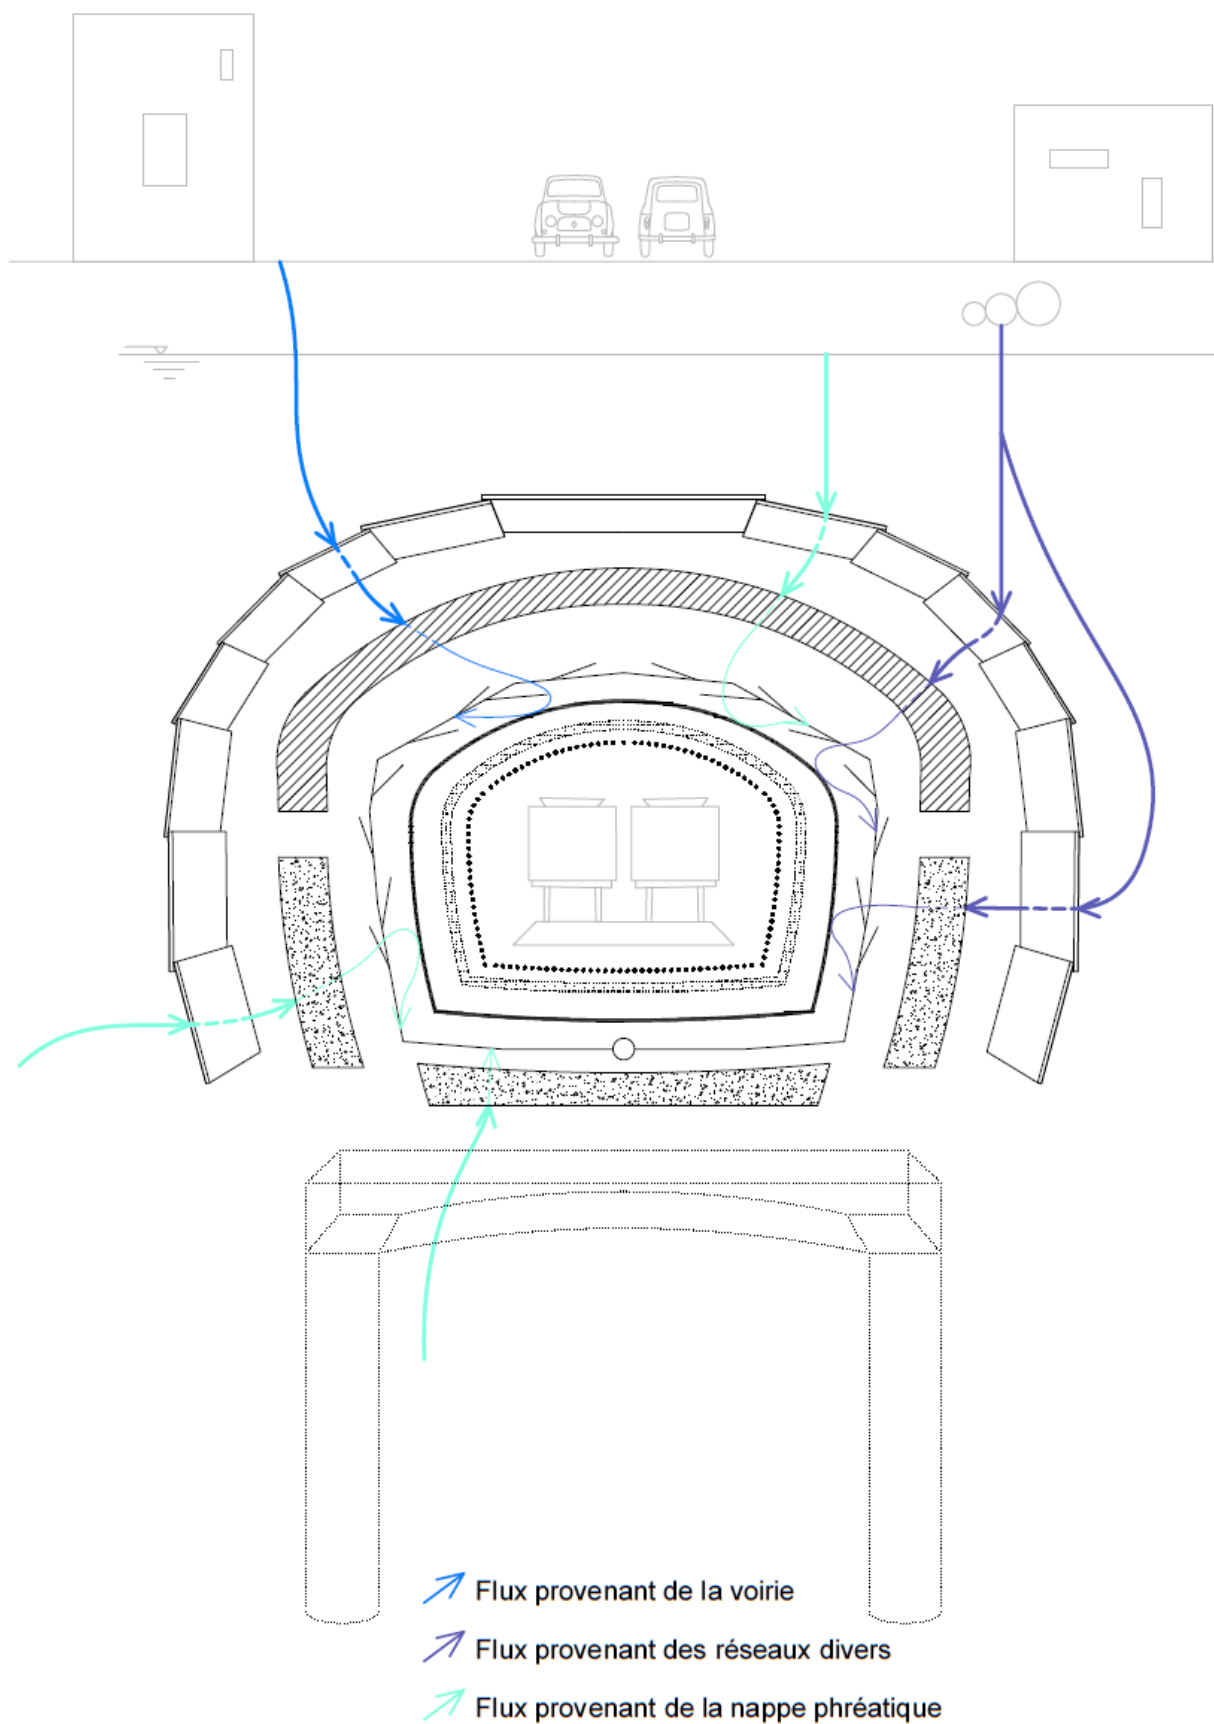 Flux provenant de la voirie
Flux provenant des réseaux divers
Flux provenant de la nappe phréatique